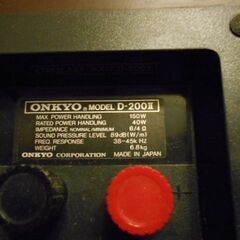 ONKYO® MODEL D-200II
MAX. POWER HANDLING 150W
RATED POWER HANDLING 40W
IMPEDANCE NOMINAL/MINIMUM 6/4 Ω
SOUND PRESSURE LEVEL 89dB(W/m)
FREQ. RESPONSE 38~45k Hz
WEIGHT 6.8kg
ONKYO CORPORATION MADE IN JAPAN
+